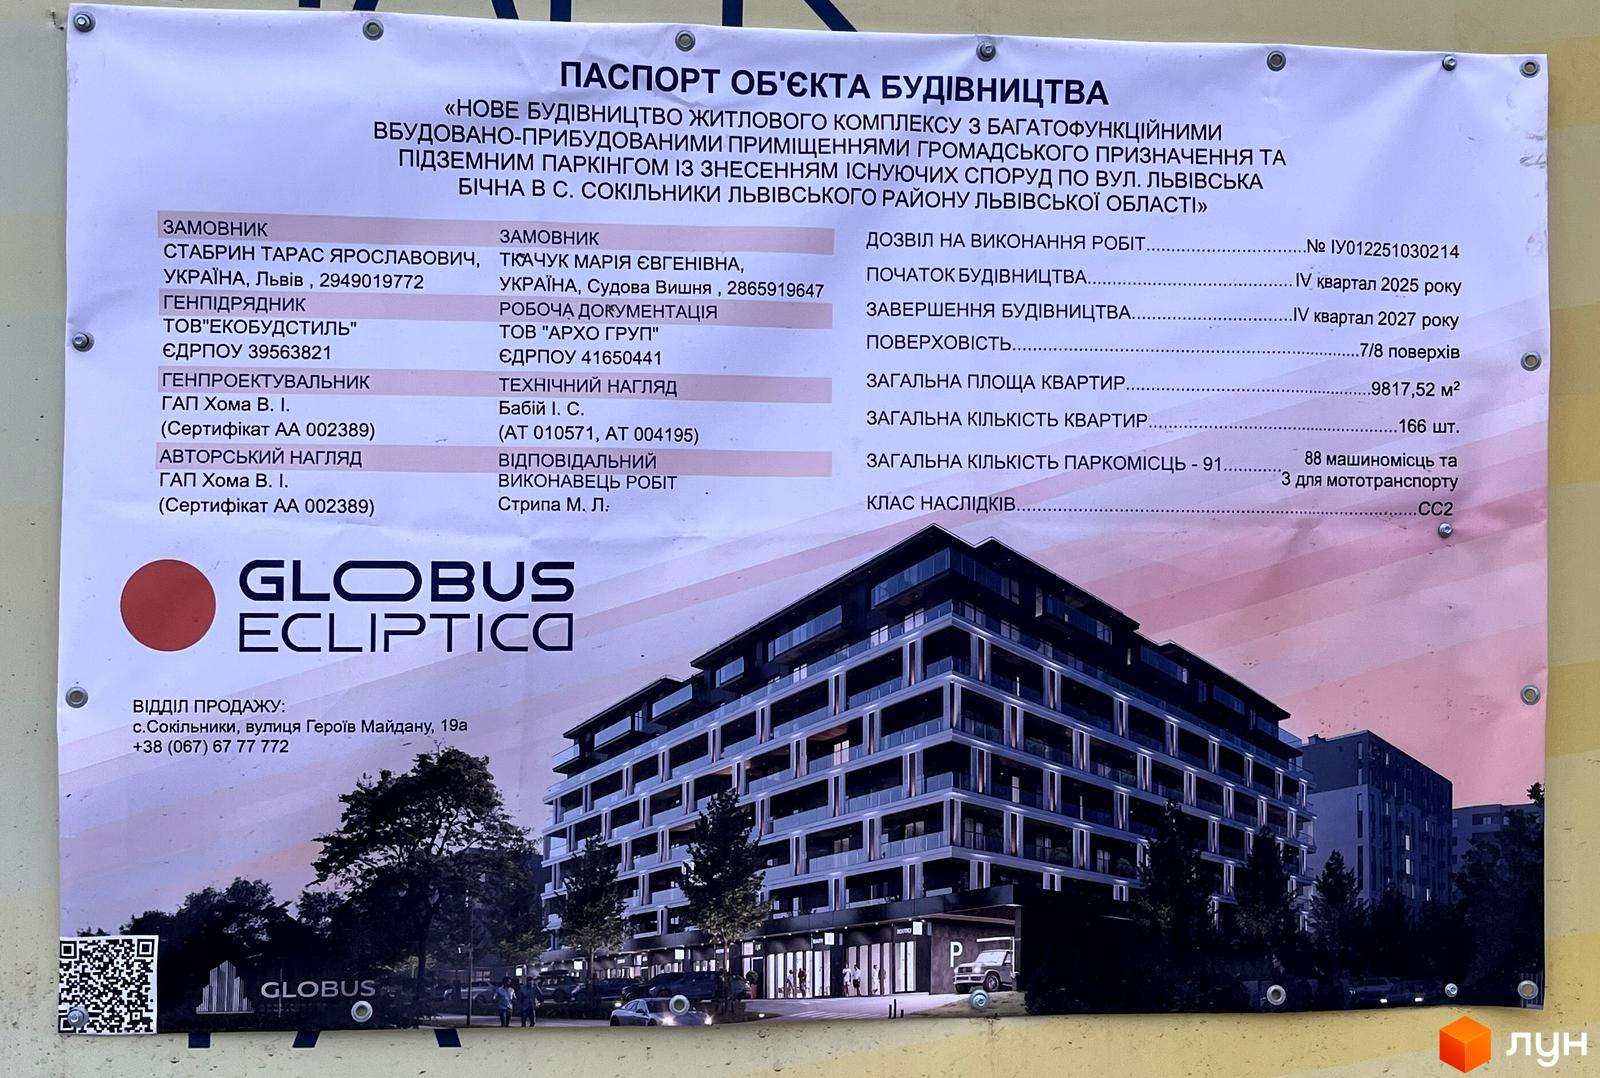 ПАСПОРТ ОБ'ЄКТА БУДІВНИЦТВА
«НОВЕ БУДІВНИЦТВО ЖИТЛОВОГО КОМПЛЕКСУ З БАГАТОФУНКЦІЙНИМИ
ВБУДОВАНО-ПРИБУДОВАНИМИ ПРИМІЩЕННЯМИ ГРОМАДСЬКОГО ПРИЗНАЧЕННЯ ТА
ПІДЗЕМНИМ ПАРКІНГОМ ІЗ ЗНЕСЕННЯМ ІСНУЮЧИХ СПОРУД ПО ВУЛ. ЛЬВІВСЬКА
БІЧНА В С. СОКІЛЬНИКИ ЛЬВІВСЬКОГО РАЙОНУ ЛЬВІВСЬКОЇ ОБЛАСТІ»
ЗАМОВНИК
СТАБРИН ТАРАС ЯРОСЛАВОВИЧ,
УКРАЇНА, Львів , 2949019772
ГЕНПІДРЯДНИК
ТОВ"ЕКОБУДСТИЛЬ"
ЄДРПОУ 39563821
ГЕНПРОЕКТУВАЛЬНИК
ГАП Хома В. І.
(Сертифікат АА 002389)
АВТОРСЬКИЙ НАГЛЯД
ГАП Хома В. І.
(Сертифікат АА 002389)
ЗАМОВНИК
ТКАЧУК МАРІЯ ЄВГЕНІВНА,
УКРАЇНА, Судова Вишня , 2865919647
РОБОЧА ДОКУМЕНТАЦІЯ
ТОВ "АРХО ГРУП"
ЄДРПОУ 41650441
ТЕХНІЧНИЙ НАГЛЯД
Бабій І. С.
(АТ 010571, АТ 004195)
ВІДПОВІДАЛЬНИЙ
ВИКОНАВЕЦЬ РОБІТ
Стрипа М. Л.
ДОЗВІЛ НА ВИКОНАННЯ РОБІТ........................№ ІУ012251030214
ПОЧАТОК БУДІВНИЦТВА................................IV квартал 2025 року
ЗАВЕРШЕННЯ БУДІВНИЦТВА.........................IV квартал 2027 року
ПОВЕРХОВІСТЬ......................................................7/8 поверхів
ЗАГАЛЬНА ПЛОЩА КВАРТИР......................................9817,52 м²
ЗАГАЛЬНА КІЛЬКІСТЬ КВАРТИР.......................................166 шт.
ЗАГАЛЬНА КІЛЬКІСТЬ ПАРКОМІСЦЬ - 91..........88 машиномісць та
3 для мототранспорту
КЛАС НАСЛІДКІВ...............................................................СС2
GLOBUS
ECLIPTICA
ВІДДІЛ ПРОДАЖУ:
с.Сокільники, вулиця Героїв Майдану, 19а
+38 (067) 67 77 772
P
GLOBUS
лун